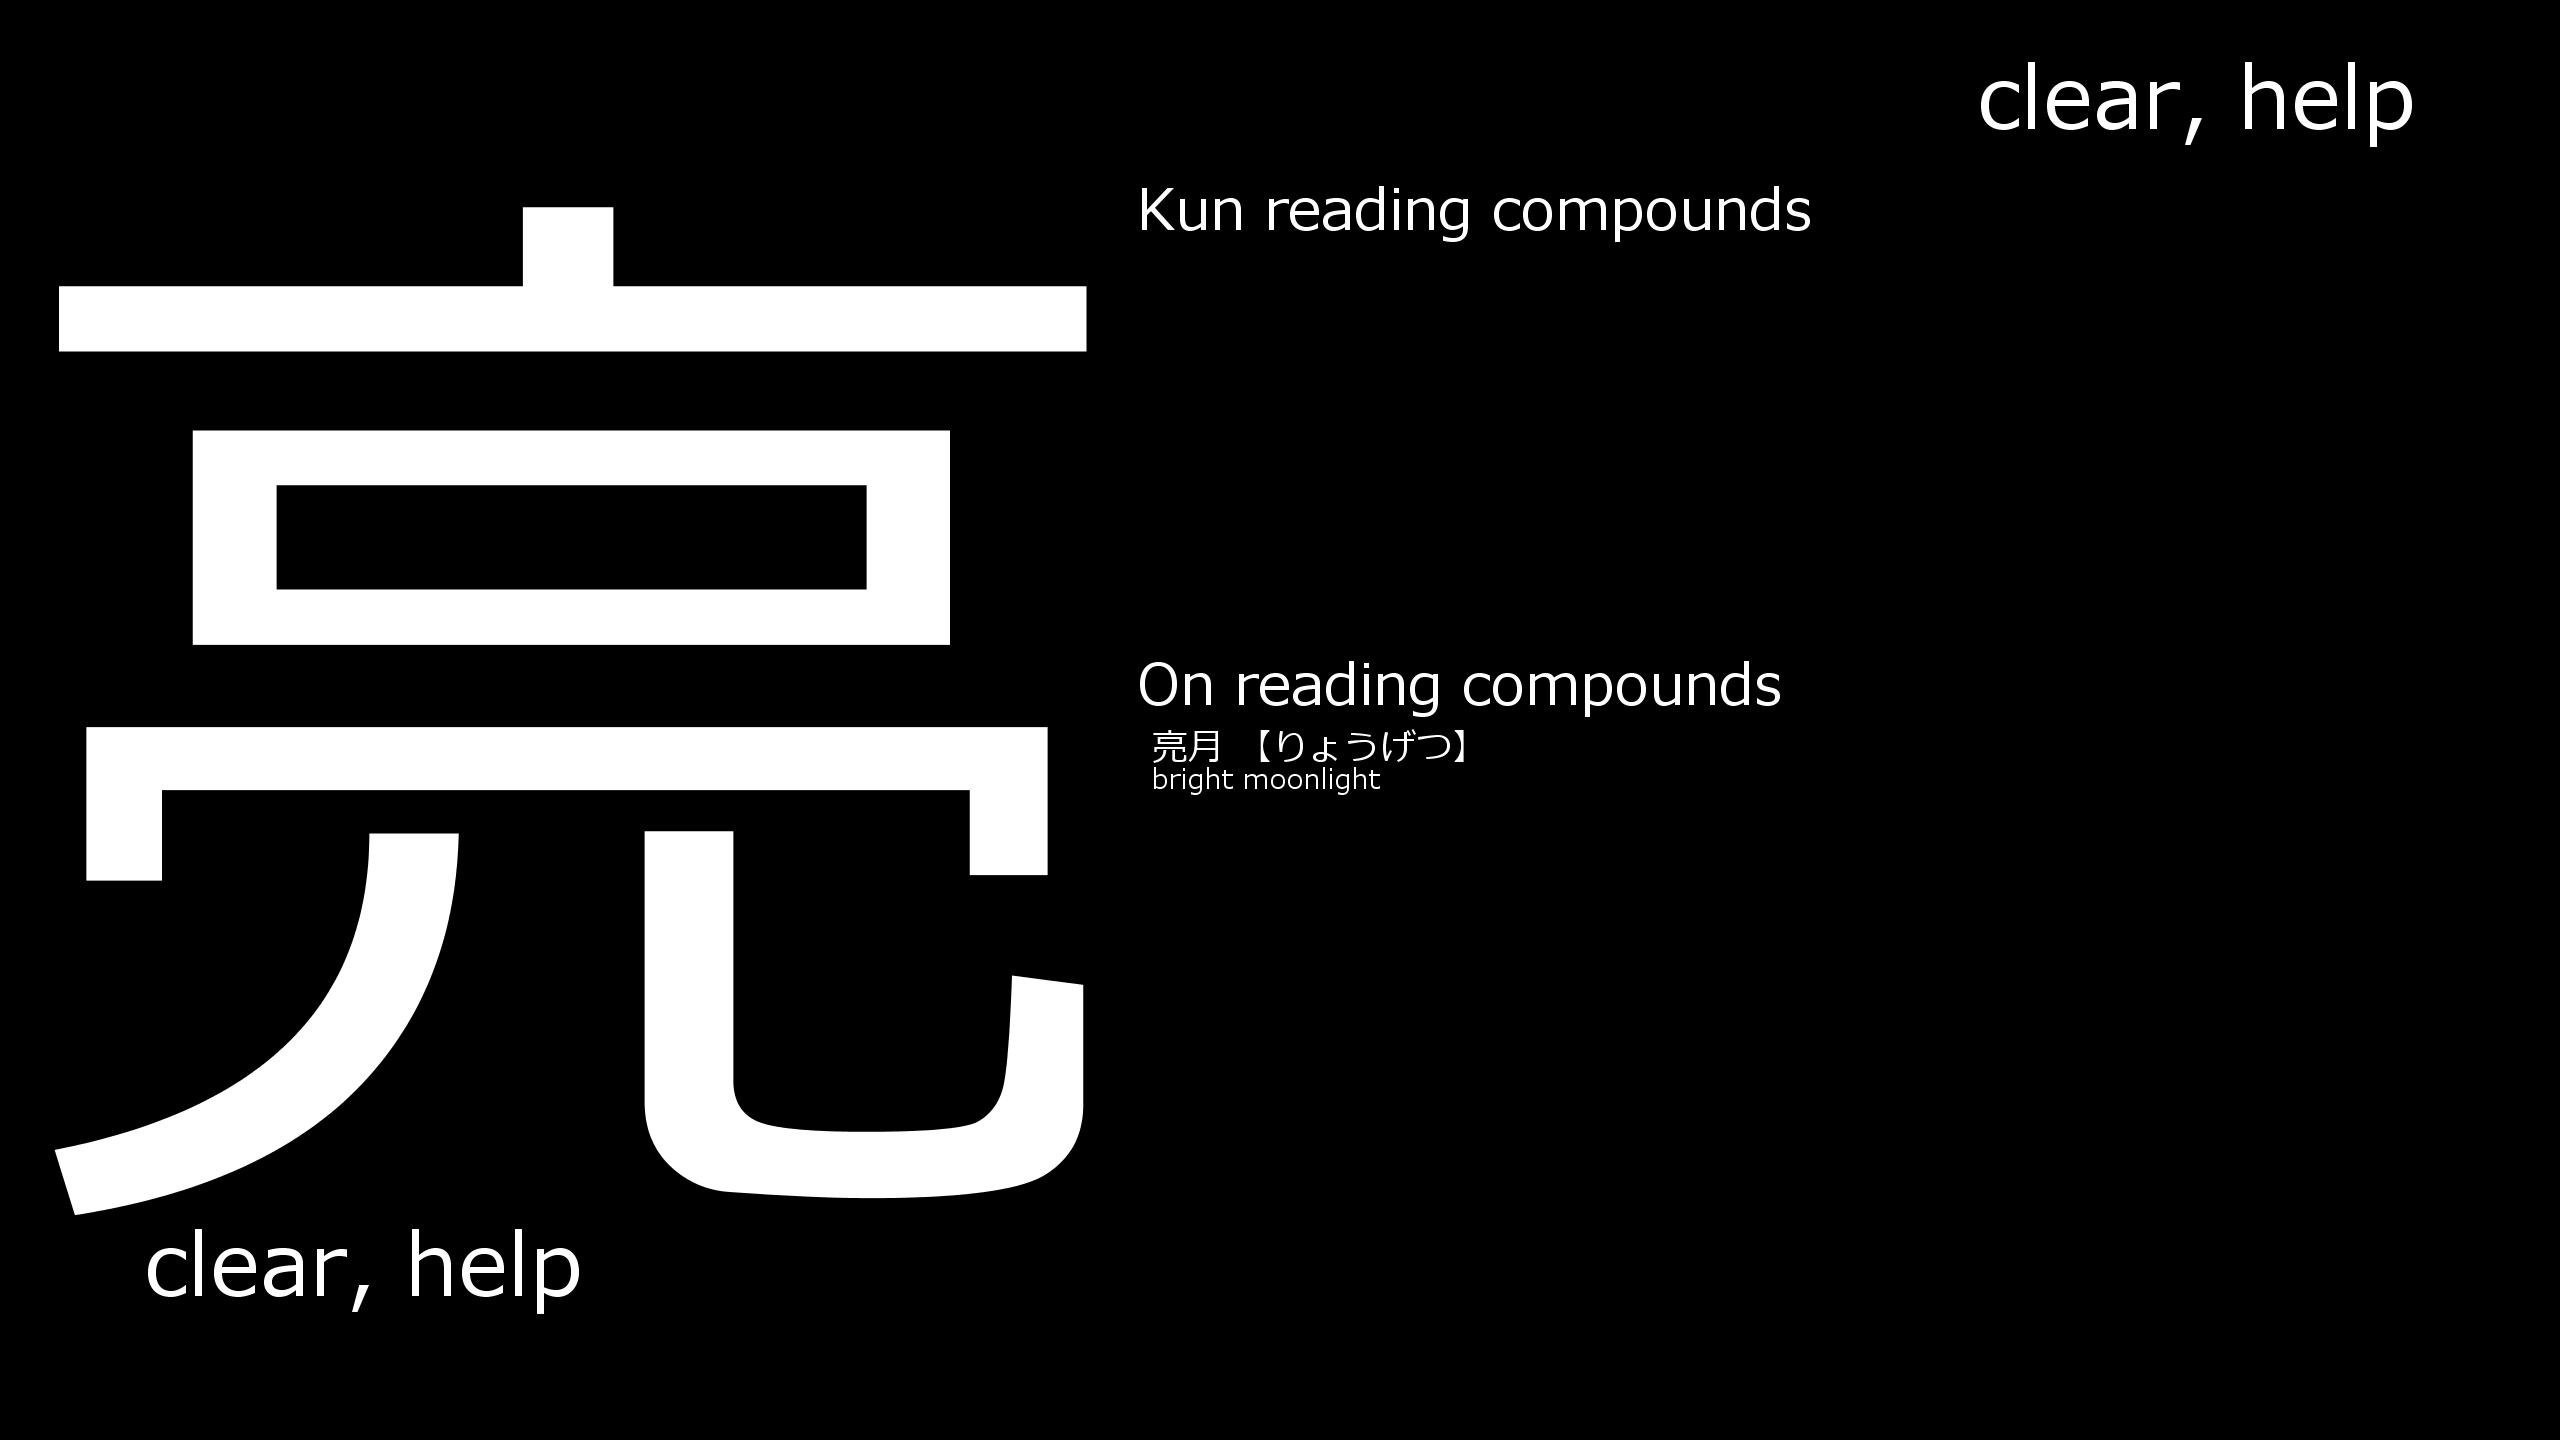 clear, help
Kun reading compounds
亮
On reading compounds
亮月 【りょうげつ】
bright moonlight
clear, help